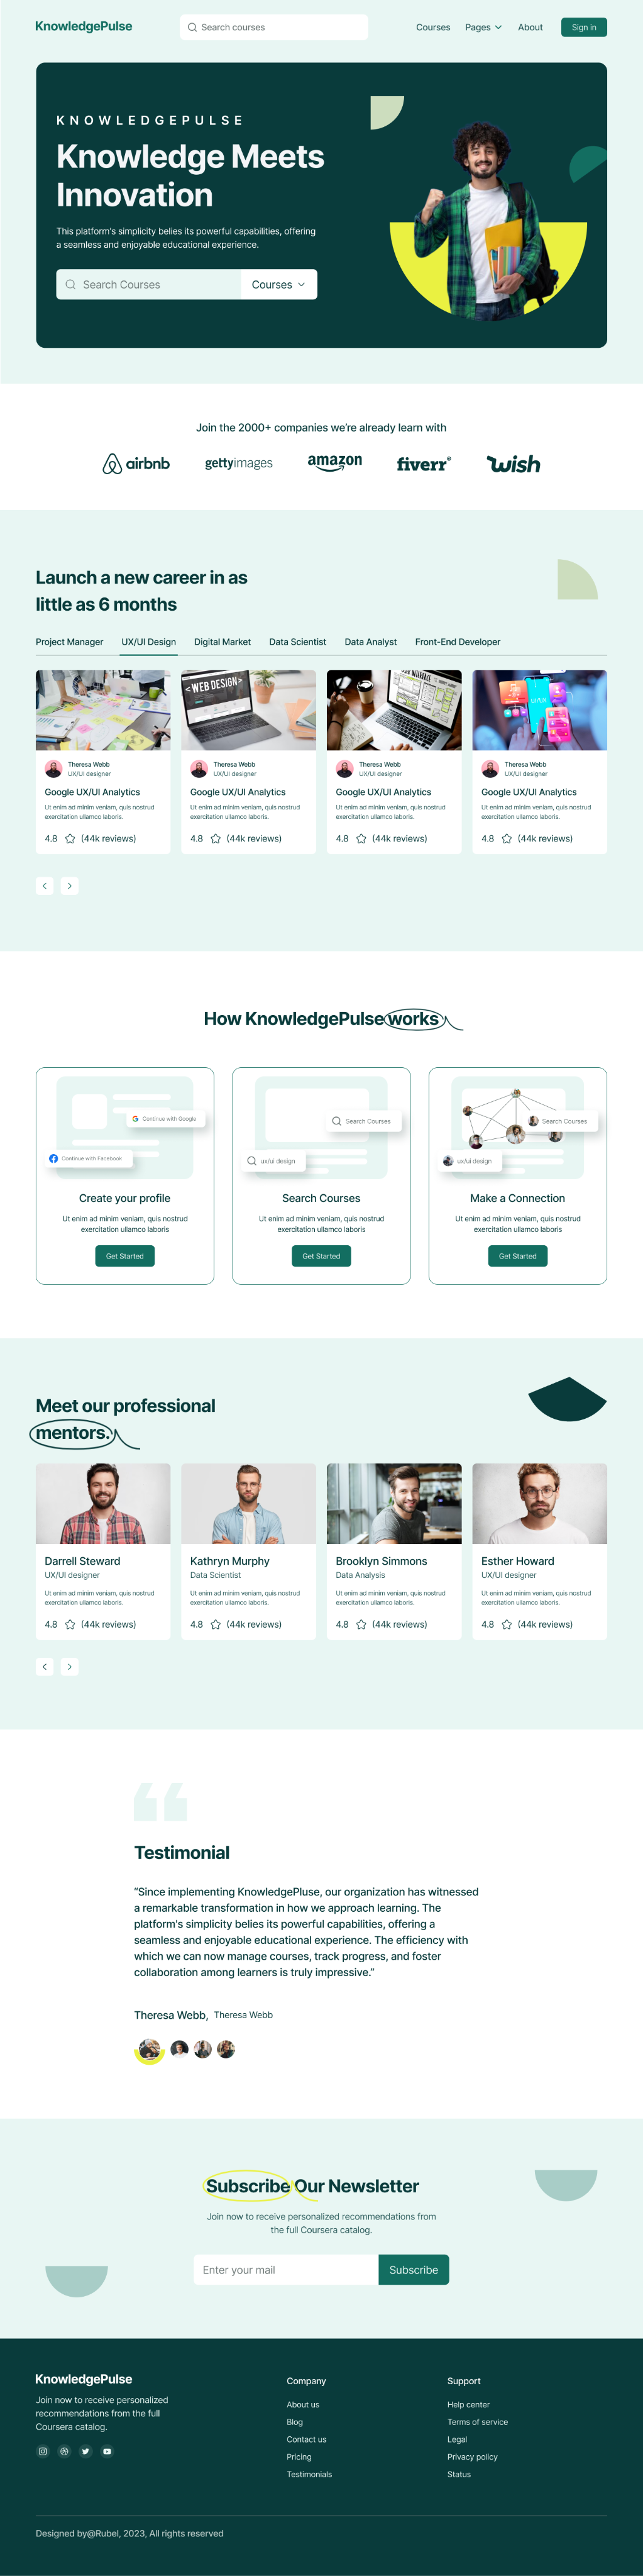 KnowledgePulse
Search courses
Courses
Pages
About
Sign in
KNOWLEDGEPULSE
Knowledge Meets
Innovation
This platform's simplicity belies its powerful capabilities, offering
a seamless and enjoyable educational experience.
Search Courses
Courses
Join the 2000+ companies we're already learn with
airbnb
gettyimages
amazon
fiverr
wish
Launch a new career in as
little as 6 months
Project Manager
UX/UI Design
Digital Market
Data Scientist
Data Analyst
Front-End Developer
Theresa Webb
UX/UI designer
Google UX/UI Analytics
Ut enim ad minim veniam, quis nostrud
exercitation ullamco laboris.
4.8 (44k reviews)
<WEB DESIGN>
Theresa Webb
UX/UI designer
Google UX/UI Analytics
Ut enim ad minim veniam, quis nostrud
exercitation ullamco laboris.
4.8 (44k reviews)
Theresa Webb
UX/UI designer
Google UX/UI Analytics
Ut enim ad minim veniam, quis nostrud
exercitation ullamco laboris.
4.8 (44k reviews)
UI/UX
Theresa Webb
UX/UI designer
Google UX/UI Analytics
Ut enim ad minim veniam, quis nostrud
exercitation ullamco laboris.
4.8 (44k reviews)
How KnowledgePulse works
Continue with Google
Continue with Facebook
Create your profile
Ut enim ad minim veniam, quis nostrud
exercitation ullamco laboris
Get Started
Search Courses
ux/ui design
Search Courses
Ut enim ad minim veniam, quis nostrud
exercitation ullamco laboris
Get Started
Search Courses
ux/ui design
Make a Connection
Ut enim ad minim veniam, quis nostrud
exercitation ullamco laboris
Get Started
Meet our professional
mentors.
Darrell Steward
UX/UI designer
Ut enim ad minim veniam, quis nostrud
exercitation ullamco laboris.
4.8 (44k reviews)
Kathryn Murphy
Data Scientist
Ut enim ad minim veniam, quis nostrud
exercitation ullamco laboris.
4.8 (44k reviews)
Brooklyn Simmons
Data Analysis
Ut enim ad minim veniam, quis nostrud
exercitation ullamco laboris.
4.8 (44k reviews)
Esther Howard
UX/UI designer
Ut enim ad minim veniam, quis nostrud
exercitation ullamco laboris.
4.8 (44k reviews)
Testimonial
"Since implementing KnowledgePluse, our organization has witnessed
a remarkable transformation in how we approach learning. The
platform's simplicity belies its powerful capabilities, offering a
seamless and enjoyable educational experience. The efficiency with
which we can now manage courses, track progress, and foster
collaboration among learners is truly impressive."
Theresa Webb, Theresa Webb
Subscribe Our Newsletter
Join now to receive personalized recommendations from
the full Coursera catalog.
Enter your mail
Subscribe
KnowledgePulse
Join now to receive personalized
recommendations from the full
Coursera catalog.
Company
About us
Blog
Contact us
Pricing
Testimonials
Support
Help center
Terms of service
Legal
Privacy policy
Status
Designed by@Rubel, 2023, All rights reserved